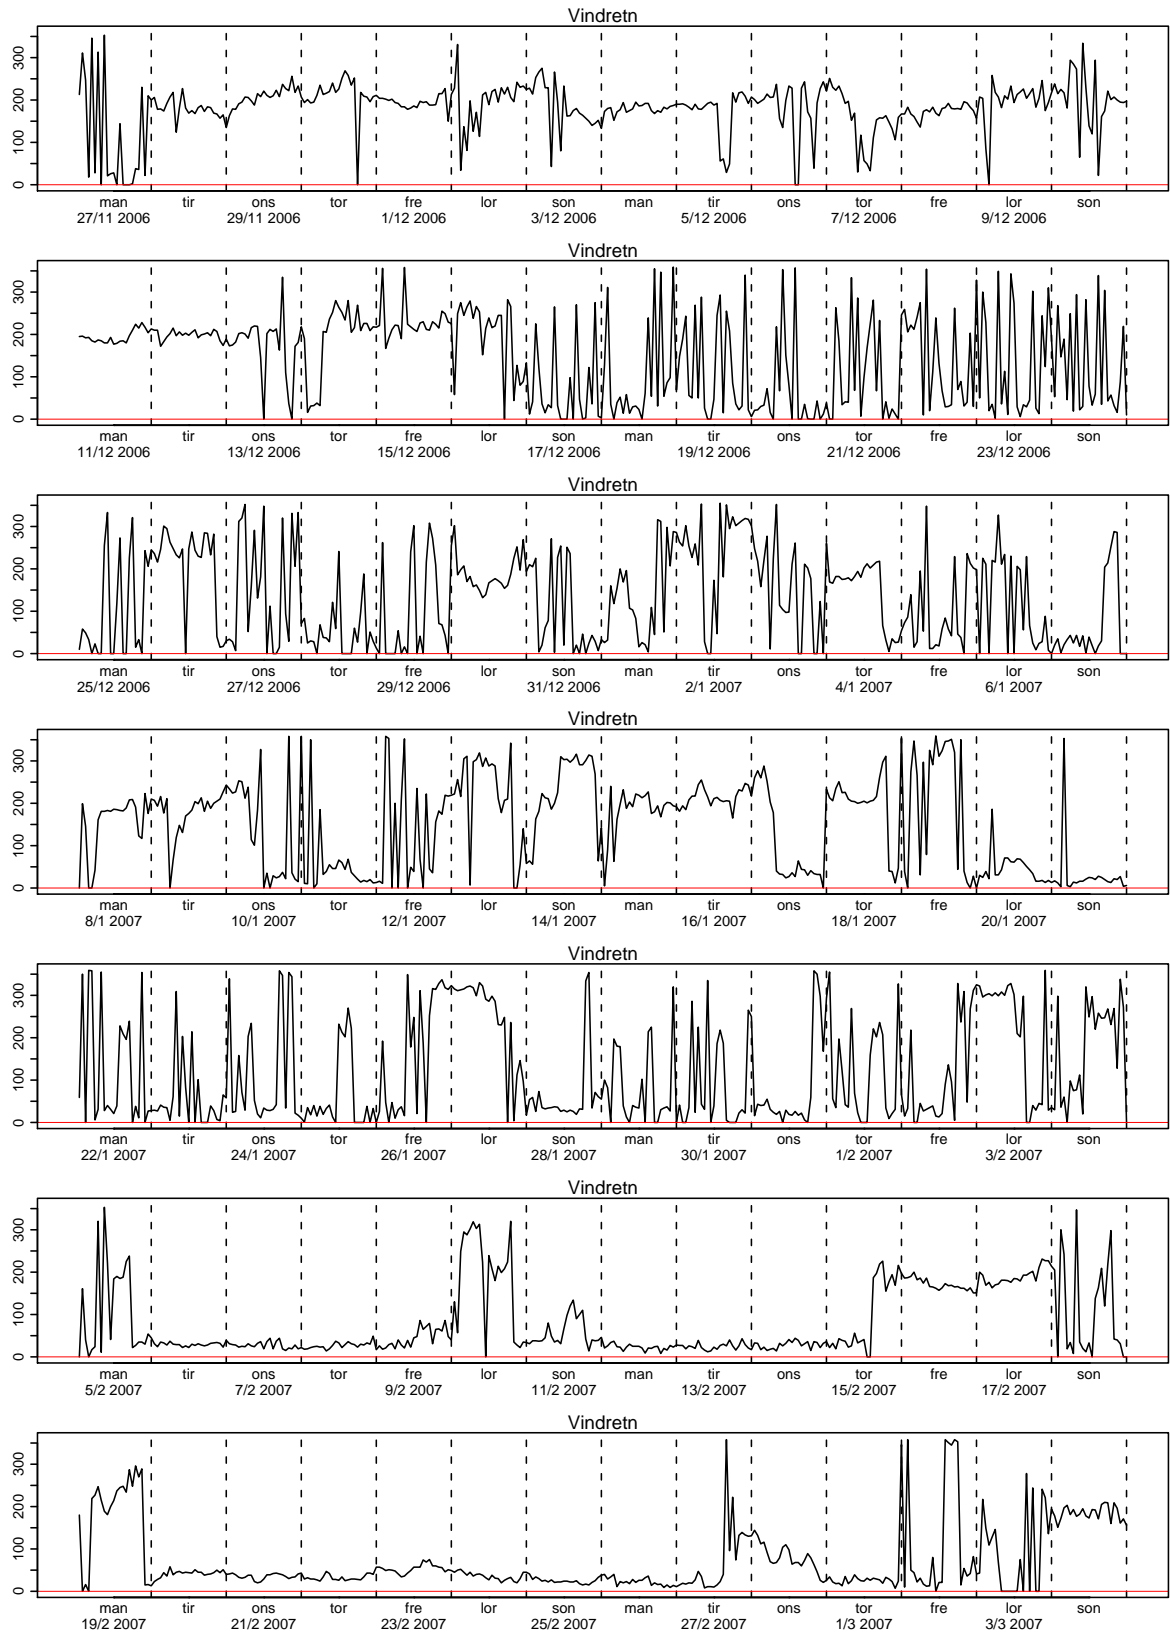 Vindretn
0 100 200 300
man tir ons tor fre lor son man tir ons tor fre lor son
27/11 2006 29/11 2006 1/12 2006 3/12 2006 5/12 2006 7/12 2006 9/12 2006
Vindretn
0 100 200 300
man tir ons tor fre lor son man tir ons tor fre lor son
11/12 2006 13/12 2006 15/12 2006 17/12 2006 19/12 2006 21/12 2006 23/12 2006
Vindretn
0 100 200 300
man tir ons tor fre lor son man tir ons tor fre lor son
25/12 2006 27/12 2006 29/12 2006 31/12 2006 2/1 2007 4/1 2007 6/1 2007
Vindretn
0 100 200 300
man tir ons tor fre lor son man tir ons tor fre lor son
8/1 2007 10/1 2007 12/1 2007 14/1 2007 16/1 2007 18/1 2007 20/1 2007
Vindretn
0 100 200 300
man tir ons tor fre lor son man tir ons tor fre lor son
22/1 2007 24/1 2007 26/1 2007 28/1 2007 30/1 2007 1/2 2007 3/2 2007
Vindretn
0 100 200 300
man tir ons tor fre lor son man tir ons tor fre lor son
5/2 2007 7/2 2007 9/2 2007 11/2 2007 13/2 2007 15/2 2007 17/2 2007
Vindretn
0 100 200 300
man tir ons tor fre lor son man tir ons tor fre lor son
19/2 2007 21/2 2007 23/2 2007 25/2 2007 27/2 2007 1/3 2007 3/3 2007